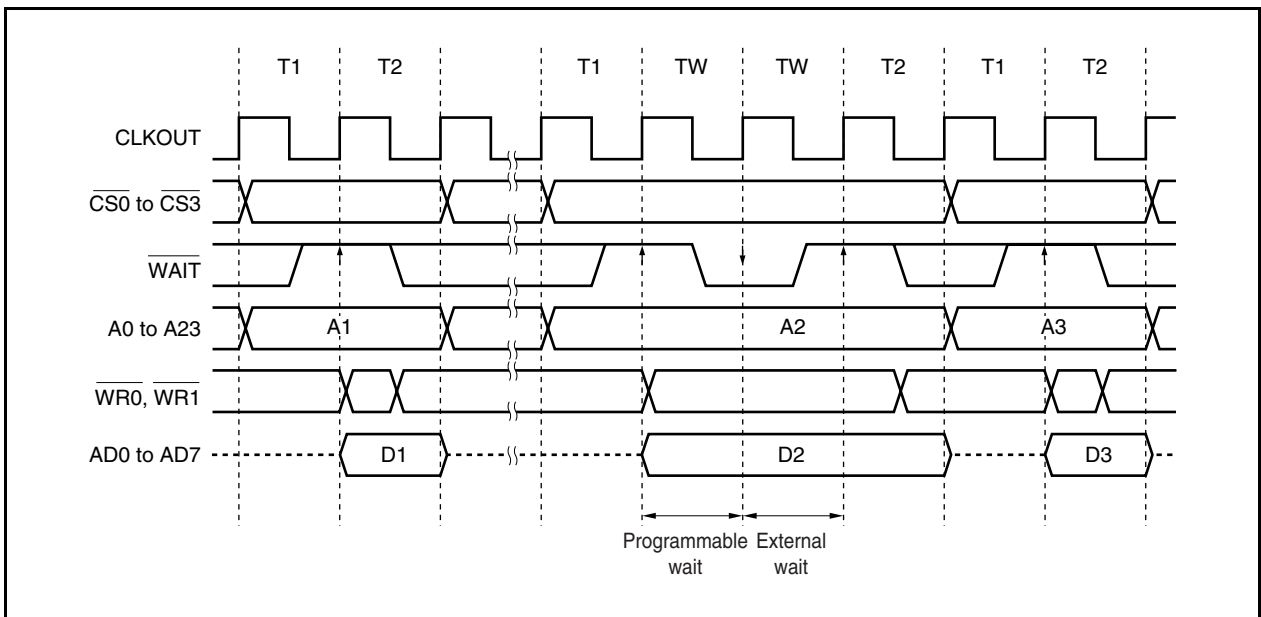 T1 T2 T1 TW TW T2 T1 T2
CLKOUT
CS0 to CS3
WAIT
A0 to A23 A1 A2 A3
WR0, WR1
AD0 to AD7 D1 D2 D3
Programmable wait
External wait